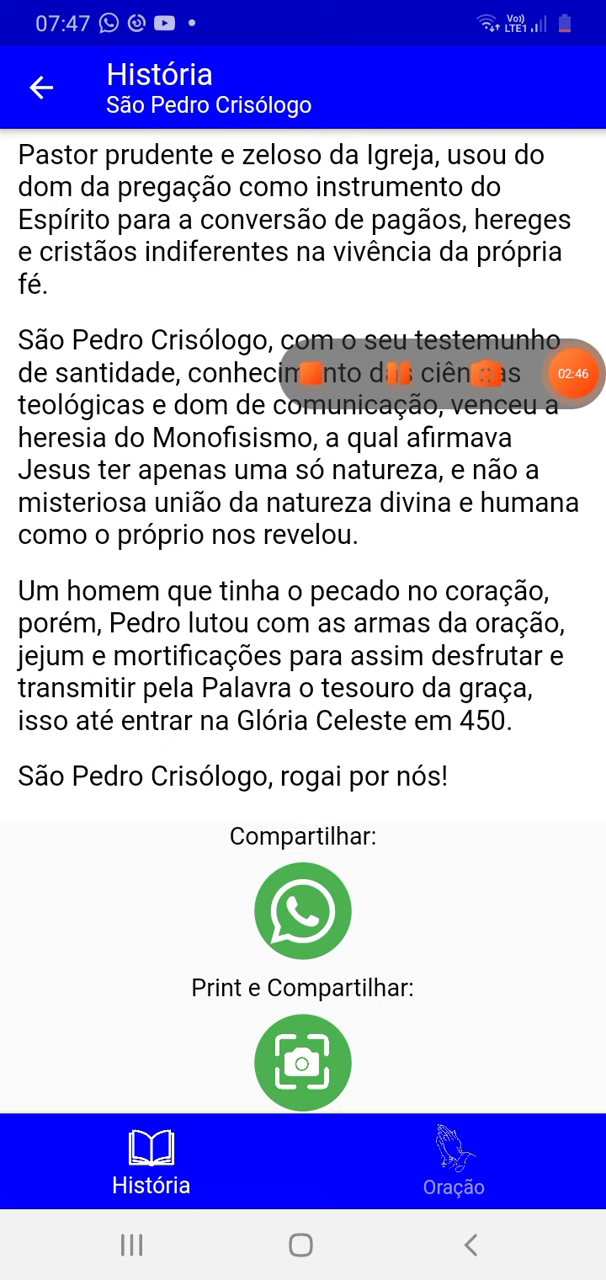 07:47
Vo))
LTE1
História
São Pedro Crisólogo
Pastor prudente e zeloso da Igreja, usou do
dom da pregação como instrumento do
Espírito para a conversão de pagãos, hereges
e cristãos indiferentes na vivência da própria
fé.
São Pedro Crisólogo, com o seu testemunho
de santidade, conhecimento das ciências
02:46
teológicas e dom de comunicação, venceu a
heresia do Monofisismo, a qual afirmava
Jesus ter apenas uma só natureza, e não a
misteriosa união da natureza divina e humana
como o próprio nos revelou.
Um homem que tinha o pecado no coração,
porém, Pedro lutou com as armas da oração,
jejum e mortificações para assim desfrutar e
transmitir pela Palavra o tesouro da graça,
isso até entrar na Glória Celeste em 450.
São Pedro Crisólogo, rogai por nós!
Compartilhar:
Print e Compartilhar:
História
Oração